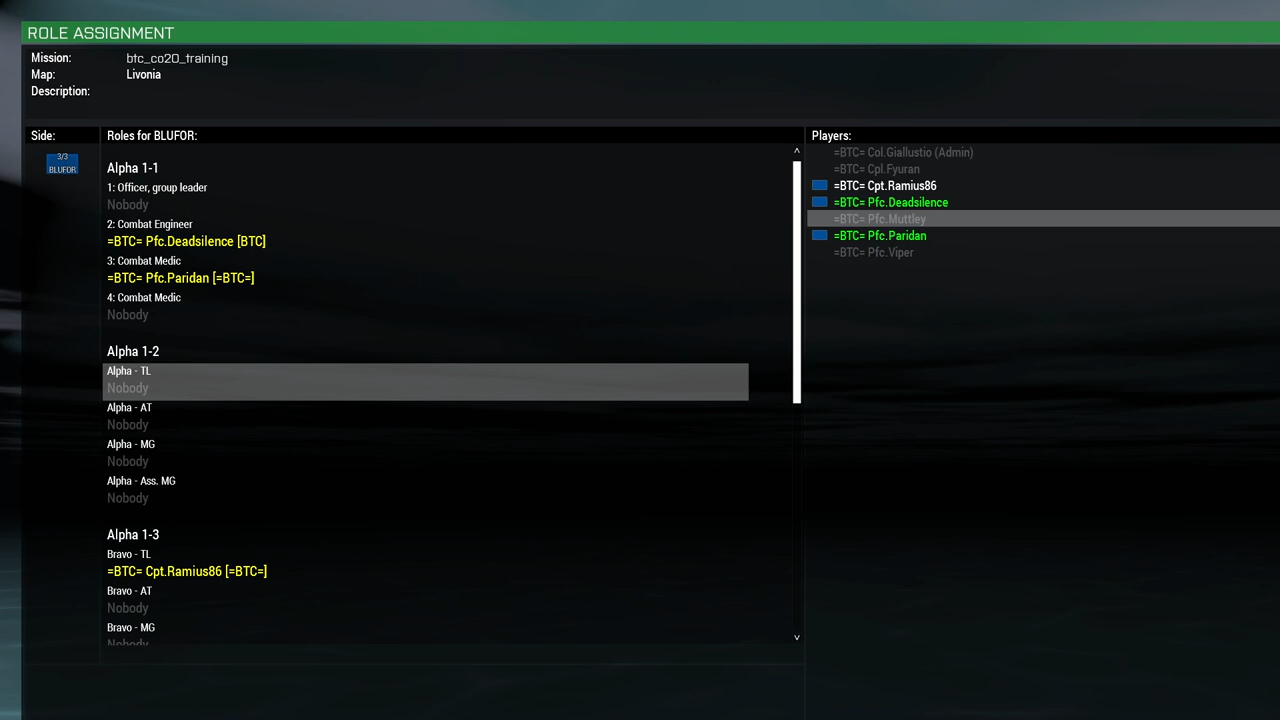 ROLE ASSIGNMENT
Mission: btc_co20_training
Map: Livonia
Description:
Side:
3/3
BLUFOR
Roles for BLUFOR:
Alpha 1-1
1: Officer, group leader
Nobody
2: Combat Engineer
=BTC= Pfc.Deadsilence [BTC]
3: Combat Medic
=BTC= Pfc.Paridan [=BTC=]
4: Combat Medic
Nobody
Alpha 1-2
Alpha - TL
Nobody
Alpha - AT
Nobody
Alpha - MG
Nobody
Alpha - Ass. MG
Nobody
Alpha 1-3
Bravo - TL
=BTC= Cpt.Ramius86 [=BTC=]
Bravo - AT
Nobody
Bravo - MG
Nobody
Players:
=BTC= Col.Giallustio (Admin)
=BTC= Cpl.Fyuran
=BTC= Cpt.Ramius86
=BTC= Pfc.Deadsilence
=BTC= Pfc.Muttley
=BTC= Pfc.Paridan
=BTC= Pfc.Viper